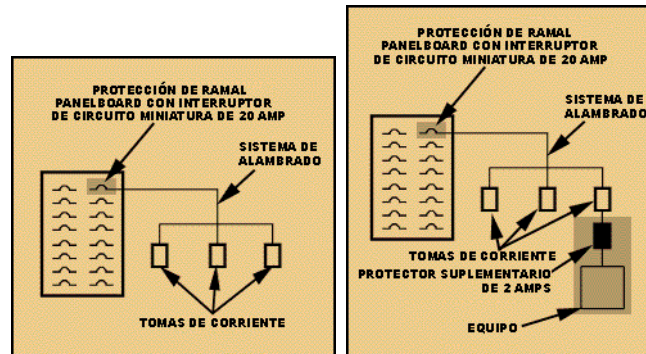 PROTECCIÓN DE RAMAL
PANELBOARD CON INTERRUPTOR
DE CIRCUITO MINIATURA DE 20 AMP
SISTEMA DE
ALAMBRADO
TOMAS DE CORRIENTE
PROTECCIÓN DE RAMAL
PANELBOARD CON INTERRUPTOR
DE CIRCUITO MINIATURA DE 20 AMP
SISTEMA DE
ALAMBRADO
TOMAS DE CORRIENTE
PROTECTOR SUPLEMENTARIO
DE 2 AMPS
EQUIPO